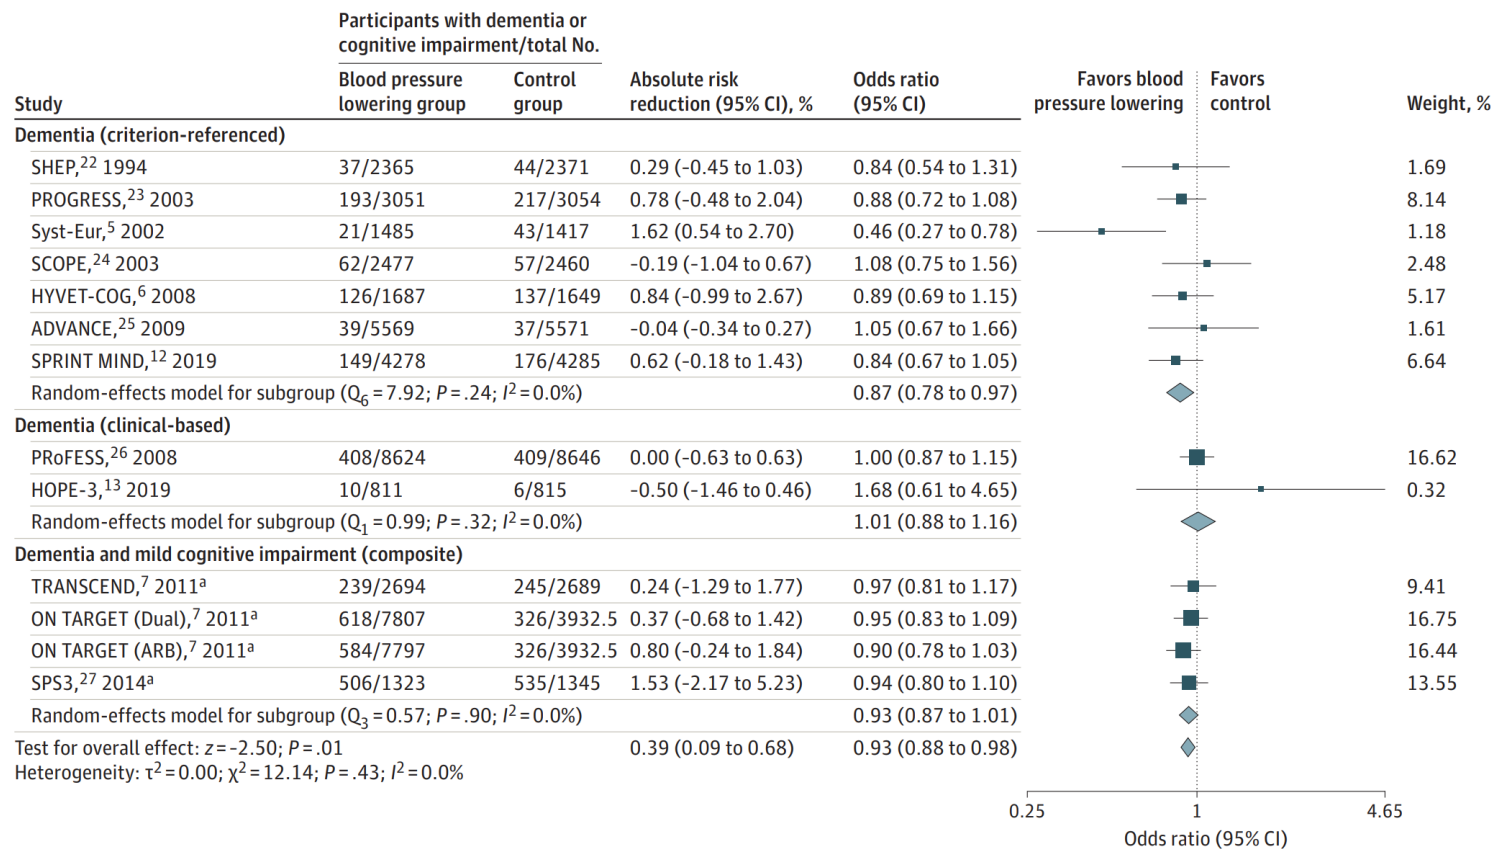 Participants with dementia or
cognitive impairment/total No.
Study Blood pressure lowering group Control group Absolute risk reduction (95% CI), % Odds ratio (95% CI) Favors blood pressure lowering Favors control Weight, %
Dementia (criterion-referenced)
SHEP,22 1994 37/2365 44/2371 0.29 (-0.45 to 1.03) 0.84 (0.54 to 1.31) 1.69
PROGRESS,23 2003 193/3051 217/3054 0.78 (-0.48 to 2.04) 0.88 (0.72 to 1.08) 8.14
Syst-Eur,5 2002 21/1485 43/1417 1.62 (0.54 to 2.70) 0.46 (0.27 to 0.78) 1.18
SCOPE,24 2003 62/2477 57/2460 -0.19 (-1.04 to 0.67) 1.08 (0.75 to 1.56) 2.48
HYVET-COG,6 2008 126/1687 137/1649 0.84 (-0.99 to 2.67) 0.89 (0.69 to 1.15) 5.17
ADVANCE,25 2009 39/5569 37/5571 -0.04 (-0.34 to 0.27) 1.05 (0.67 to 1.66) 1.61
SPRINT MIND,12 2019 149/4278 176/4285 0.62 (-0.18 to 1.43) 0.84 (0.67 to 1.05) 6.64
Random-effects model for subgroup (Q6 = 7.92; P = .24; I2 = 0.0%) 0.87 (0.78 to 0.97)
Dementia (clinical-based)
PRoFESS,26 2008 408/8624 409/8646 0.00 (-0.63 to 0.63) 1.00 (0.87 to 1.15) 16.62
HOPE-3,13 2019 10/811 6/815 -0.50 (-1.46 to 0.46) 1.68 (0.61 to 4.65) 0.32
Random-effects model for subgroup (Q1 = 0.99; P = .32; I2 = 0.0%) 1.01 (0.88 to 1.16)
Dementia and mild cognitive impairment (composite)
TRANSCEND,7 2011a 239/2694 245/2689 0.24 (-1.29 to 1.77) 0.97 (0.81 to 1.17) 9.41
ON TARGET (Dual),7 2011a 618/7807 326/3932.5 0.37 (-0.68 to 1.42) 0.95 (0.83 to 1.09) 16.75
ON TARGET (ARB),7 2011a 584/7797 326/3932.5 0.80 (-0.24 to 1.84) 0.90 (0.78 to 1.03) 16.44
SPS3,27 2014a 506/1323 535/1345 1.53 (-2.17 to 5.23) 0.94 (0.80 to 1.10) 13.55
Random-effects model for subgroup (Q3 = 0.57; P = .90; I2 = 0.0%) 0.93 (0.87 to 1.01)
Test for overall effect: z = -2.50; P = .01 0.39 (0.09 to 0.68) 0.93 (0.88 to 0.98)
Heterogeneity: τ2 = 0.00; χ2 = 12.14; P = .43; I2 = 0.0%
0.25 1 4.65
Odds ratio (95% CI)